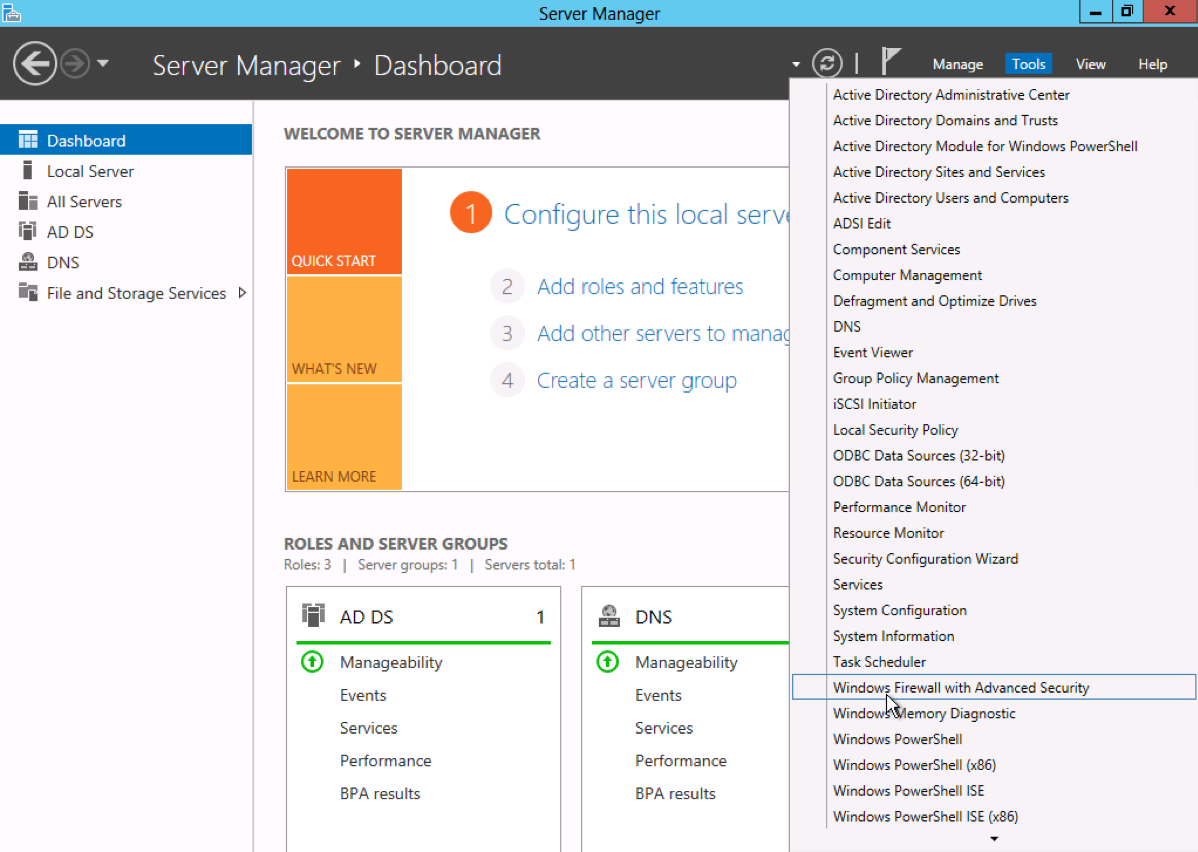 Server Manager
Server Manager ‣ Dashboard
Manage Tools View Help
Dashboard
Local Server
All Servers
AD DS
DNS
File and Storage Services
WELCOME TO SERVER MANAGER
QUICK START
WHAT'S NEW
LEARN MORE
1 Configure this local serve
2 Add roles and features
3 Add other servers to manag
4 Create a server group
ROLES AND SERVER GROUPS
Roles: 3 | Server groups: 1 | Servers total: 1
AD DS 1
Manageability
Events
Services
Performance
BPA results
DNS
Manageability
Events
Services
Performance
BPA results
Active Directory Administrative Center
Active Directory Domains and Trusts
Active Directory Module for Windows PowerShell
Active Directory Sites and Services
Active Directory Users and Computers
ADSI Edit
Component Services
Computer Management
Defragment and Optimize Drives
DNS
Event Viewer
Group Policy Management
iSCSI Initiator
Local Security Policy
ODBC Data Sources (32-bit)
ODBC Data Sources (64-bit)
Performance Monitor
Resource Monitor
Security Configuration Wizard
Services
System Configuration
System Information
Task Scheduler
Windows Firewall with Advanced Security
Windows Memory Diagnostic
Windows PowerShell
Windows PowerShell (x86)
Windows PowerShell ISE
Windows PowerShell ISE (x86)